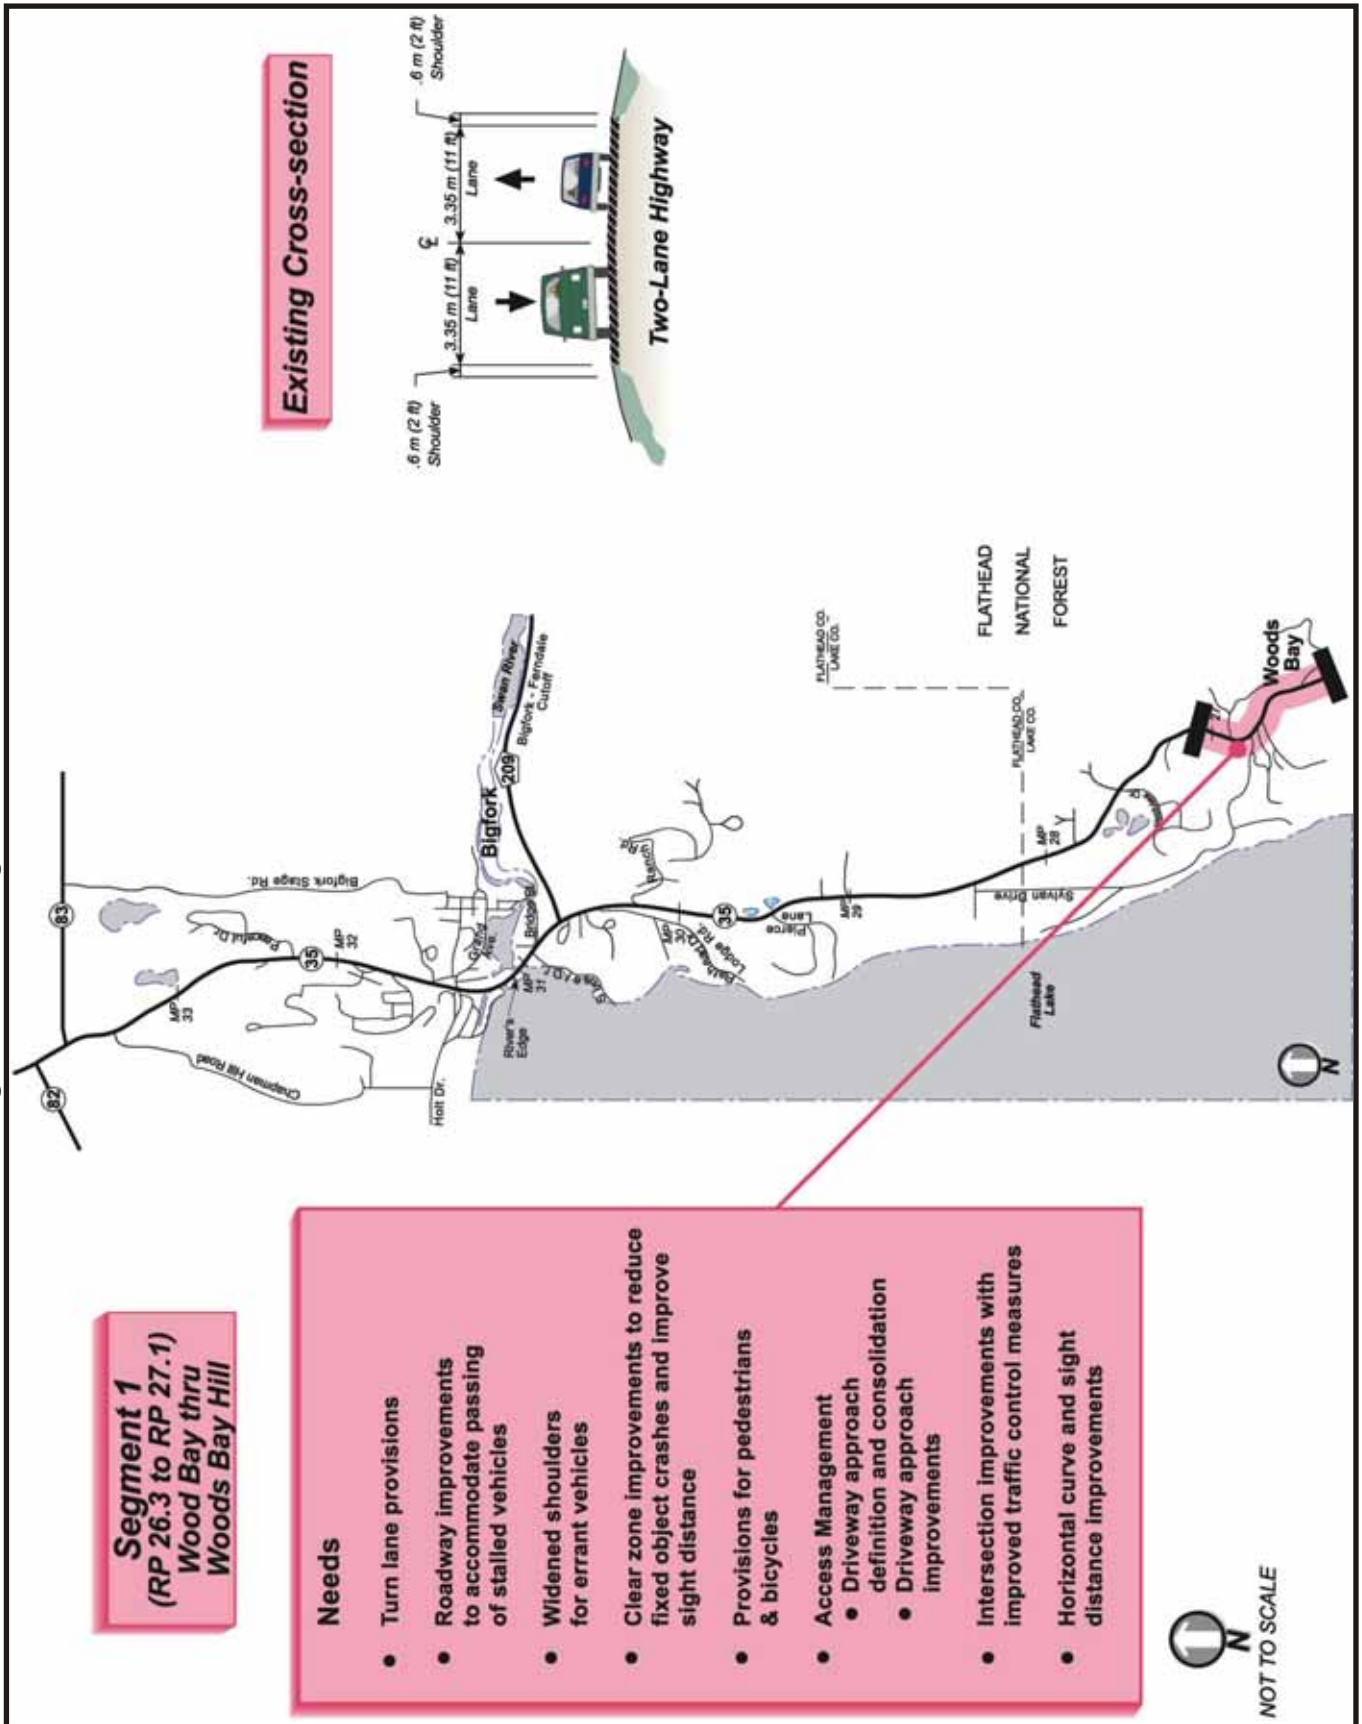 Segment 1
(RP 26.3 to RP 27.1)
Wood Bay thru
Woods Bay Hill
Needs
● Turn lane provisions
● Roadway improvements
to accommodate passing
of stalled vehicles
● Widened shoulders
for errant vehicles
● Clear zone improvements to reduce
fixed object crashes and improve
sight distance
● Provisions for pedestrians
& bicycles
● Access Management
● Driveway approach
definition and consolidation
● Driveway approach
improvements
● Intersection improvements with
improved traffic control measures
● Horizontal curve and sight
distance improvements
N
NOT TO SCALE
82
83
Chapman Hill Road
MP
33
Peaceful Dr.
35
MP
32
Bigfork Stage Rd.
Holt Dr.
Grand
Ave.
River's
Edge
MP
31
Bridge St.
Bigfork
209
Swan River
Bigfork - Ferndale
Cutoff
Ranch
Rd.
MP
30
Flathead
Lodge Rd.
35
Pierce
Lane
MP
29
Sylvan Drive
MP
28
Flathead
Lake
FLATHEAD CO.
LAKE CO.
FLATHEAD CO.
LAKE CO.
FLATHEAD
NATIONAL
FOREST
Dr.
27
Woods
Bay
N
Existing Cross-section
.6 m (2 ft)
Shoulder
3.35 m (11 ft)
Lane
℄
3.35 m (11 ft)
Lane
.6 m (2 ft)
Shoulder
Two-Lane Highway